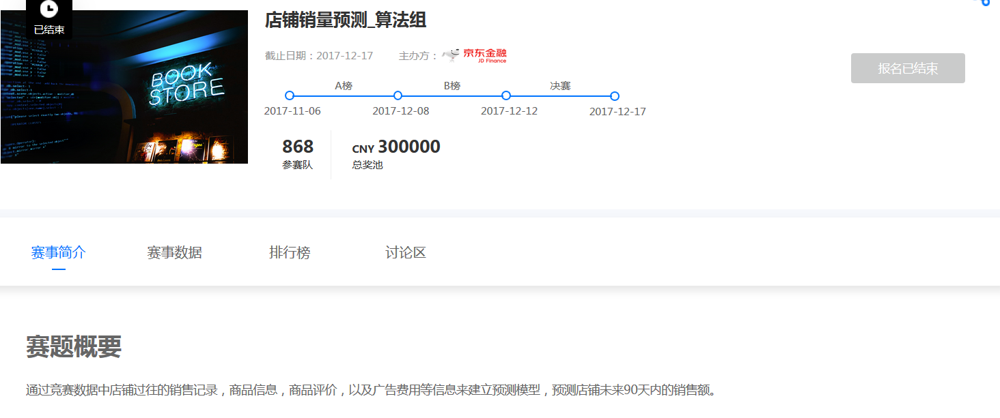 已结束
BOOK
STORE
店铺销量预测_算法组
截止日期：2017-12-17 主办方： 京东金融
JD Finance
报名已结束
A榜 B榜 决赛
2017-11-06 2017-12-08 2017-12-12 2017-12-17
868 CNY 300000
参赛队 总奖池
赛事简介 赛事数据 排行榜 讨论区
赛题概要
通过竞赛数据中店铺过往的销售记录，商品信息，商品评价，以及广告费用等信息来建立预测模型，预测店铺未来90天内的销售额。